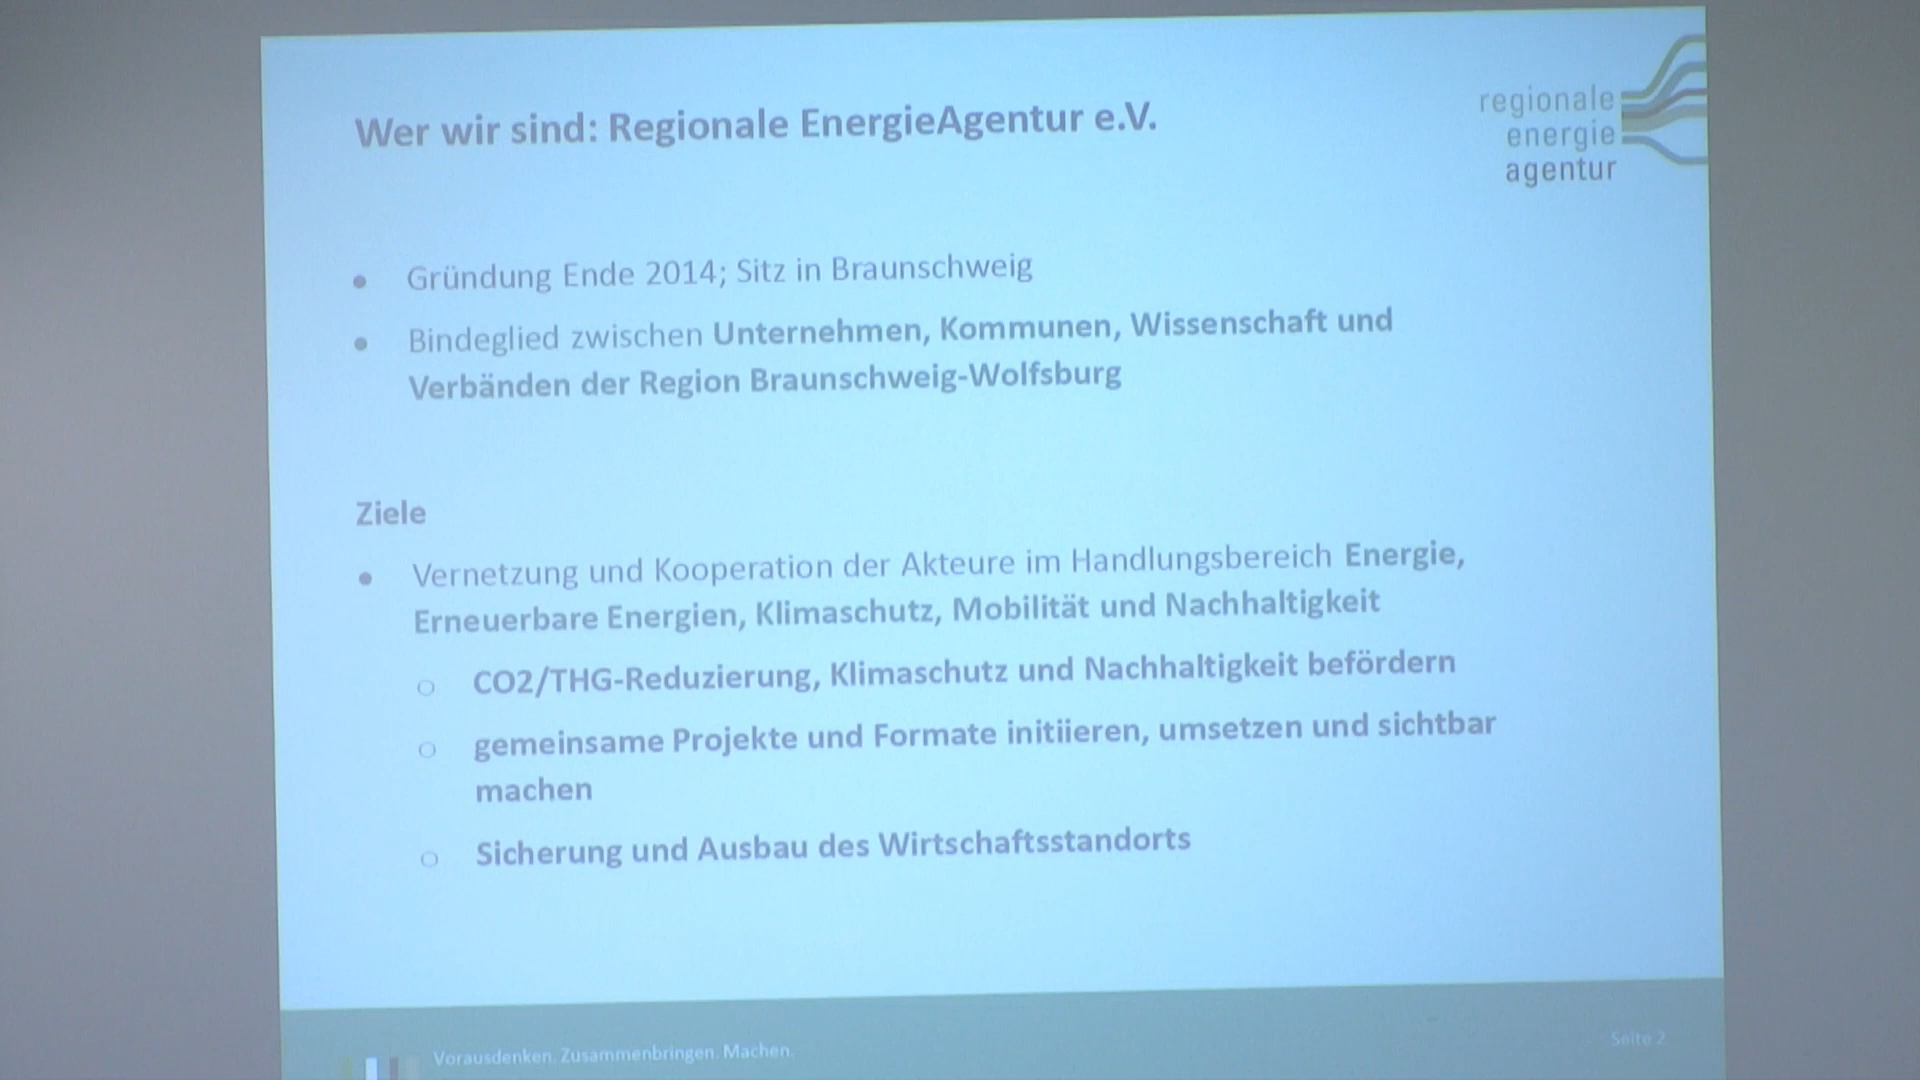 Wer wir sind: Regionale EnergieAgentur e.V.
regionale
energie
agentur
• Gründung Ende 2014; Sitz in Braunschweig
• Bindeglied zwischen Unternehmen, Kommunen, Wissenschaft und
Verbänden der Region Braunschweig-Wolfsburg
Ziele
• Vernetzung und Kooperation der Akteure im Handlungsbereich Energie,
Erneuerbare Energien, Klimaschutz, Mobilität und Nachhaltigkeit
○ CO2/THG-Reduzierung, Klimaschutz und Nachhaltigkeit befördern
○ gemeinsame Projekte und Formate initiieren, umsetzen und sichtbar
machen
○ Sicherung und Ausbau des Wirtschaftsstandorts
Vorausdenken. Zusammenbringen. Machen.
Seite 2